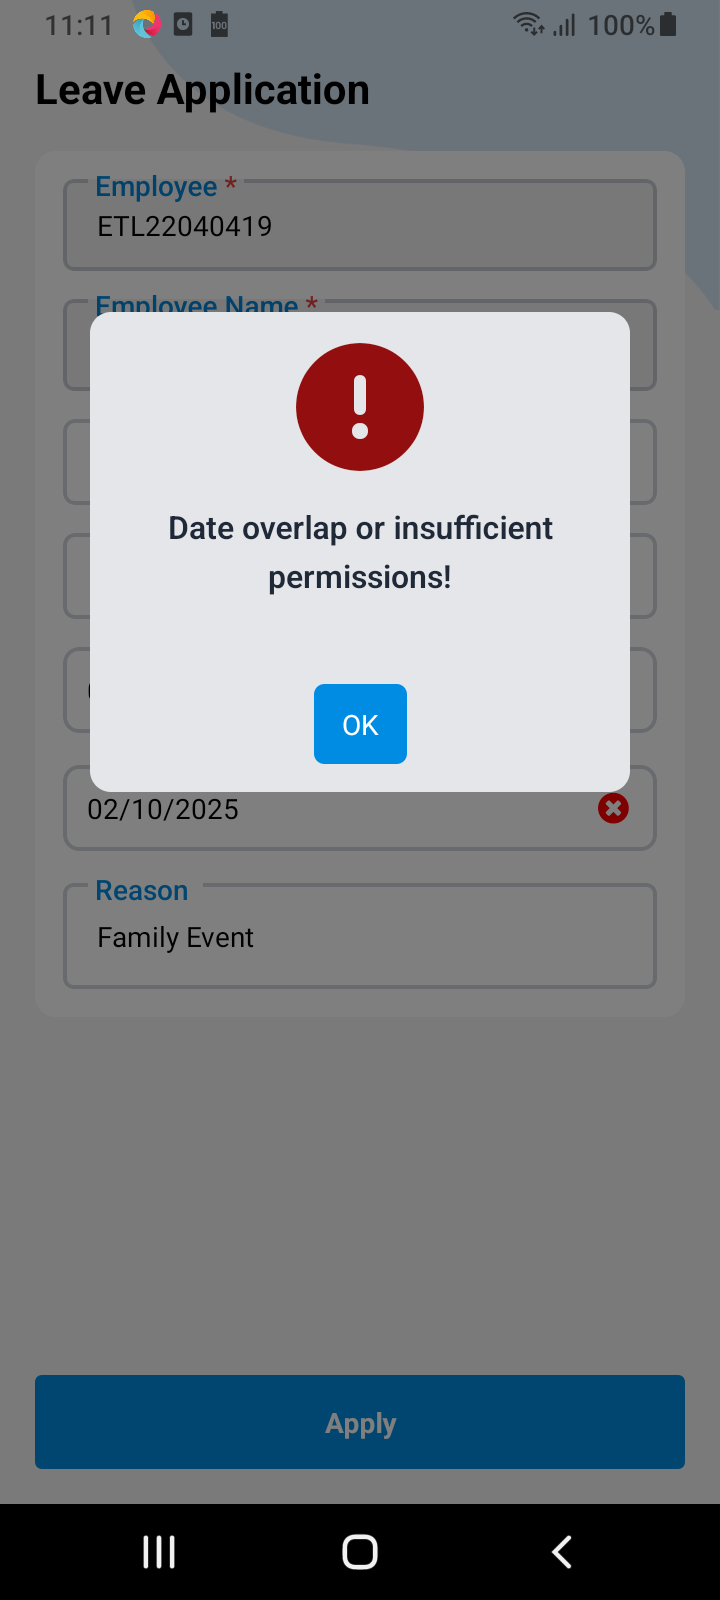 11:11
100
100%
Leave Application
Employee *
ETL22040419
Employee Name *
Date overlap or insufficient
permissions!
OK
02/10/2025
Reason
Family Event
Apply